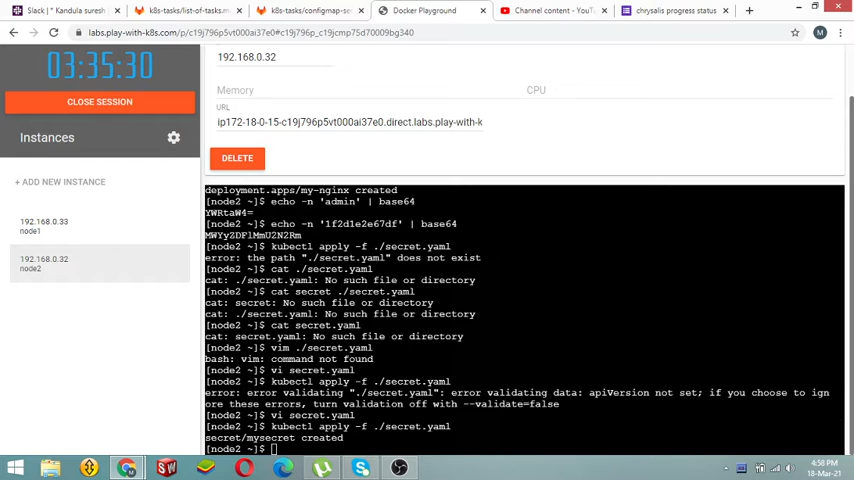 Slack | * Kandula suresh |
k8s-tasks/list-of-tasks.m
k8s-tasks/configmap-se
Docker Playground
Channel content - YouT
chrysalis progress status
labs.play-with-k8s.com/p/c19j796p5vt000ai37e0#c19j796p_c19jcmp75d70009bg340
M
03:35:30
CLOSE SESSION
Instances
+ ADD NEW INSTANCE
192.168.0.33
node1
192.168.0.32
node2
192.168.0.32
Memory
CPU
URL
ip172-18-0-15-c19j796p5vt000ai37e0.direct.labs.play-with-k
DELETE
deployment.apps/my-nginx created
[node2 ~]$ echo -n 'admin' | base64
YWRtaW4=
[node2 ~]$ echo -n '1f2d1e2e67df' | base64
MWYyZDFlMmU2N2Rm
[node2 ~]$ kubectl apply -f ./secret.yaml
error: the path "./secret.yaml" does not exist
[node2 ~]$ cat ./secret.yaml
cat: ./secret.yaml: No such file or directory
[node2 ~]$ cat secret ./secret.yaml
cat: secret: No such file or directory
cat: ./secret.yaml: No such file or directory
[node2 ~]$ cat secret.yaml
cat: secret.yaml: No such file or directory
[node2 ~]$ vim ./secret.yaml
bash: vim: command not found
[node2 ~]$ vi secret.yaml
[node2 ~]$ kubectl apply -f ./secret.yaml
error: error validating "./secret.yaml": error validating data: apiVersion not set; if you choose to ign
ore these errors, turn validation off with --validate=false
[node2 ~]$ vi secret.yaml
[node2 ~]$ kubectl apply -f ./secret.yaml
secret/mysecret created
[node2 ~]$
4:58 PM
18-Mar-21